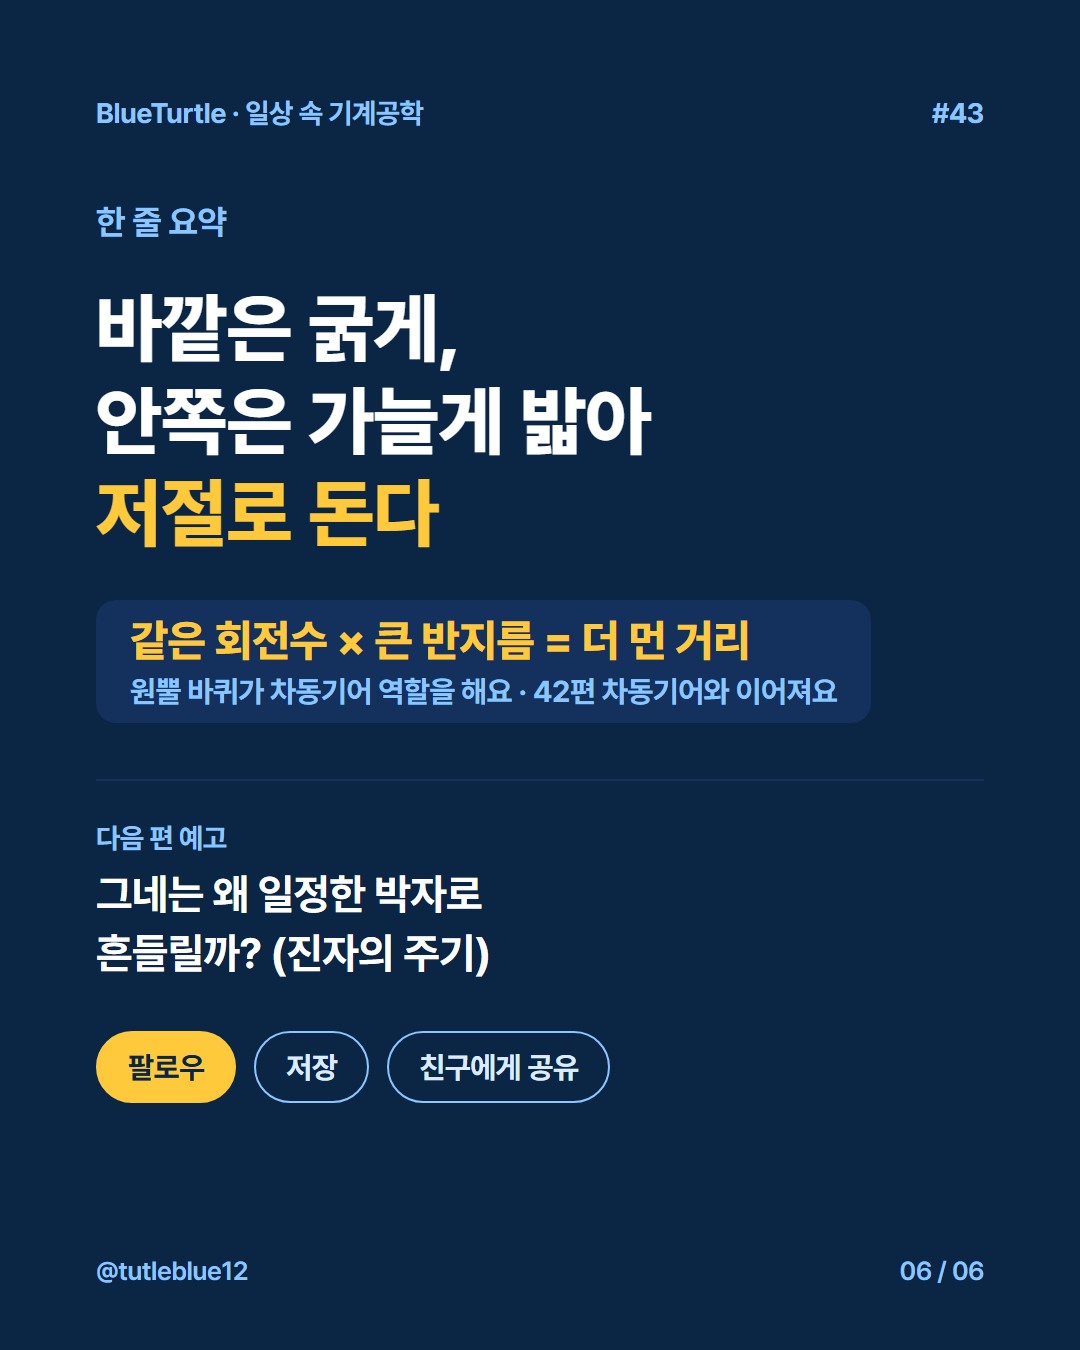 BlueTurtle · 일상 속 기계공학
#43
한 줄 요약
바깥은 굵게,
안쪽은 가늘게 밟아
저절로 돈다
같은 회전수 × 큰 반지름 = 더 먼 거리
원뿔 바퀴가 차동기어 역할을 해요 · 42편 차동기어와 이어져요
다음 편 예고
그네는 왜 일정한 박자로
흔들릴까? (진자의 주기)
팔로우
저장
친구에게 공유
@tutleblue12
06 / 06